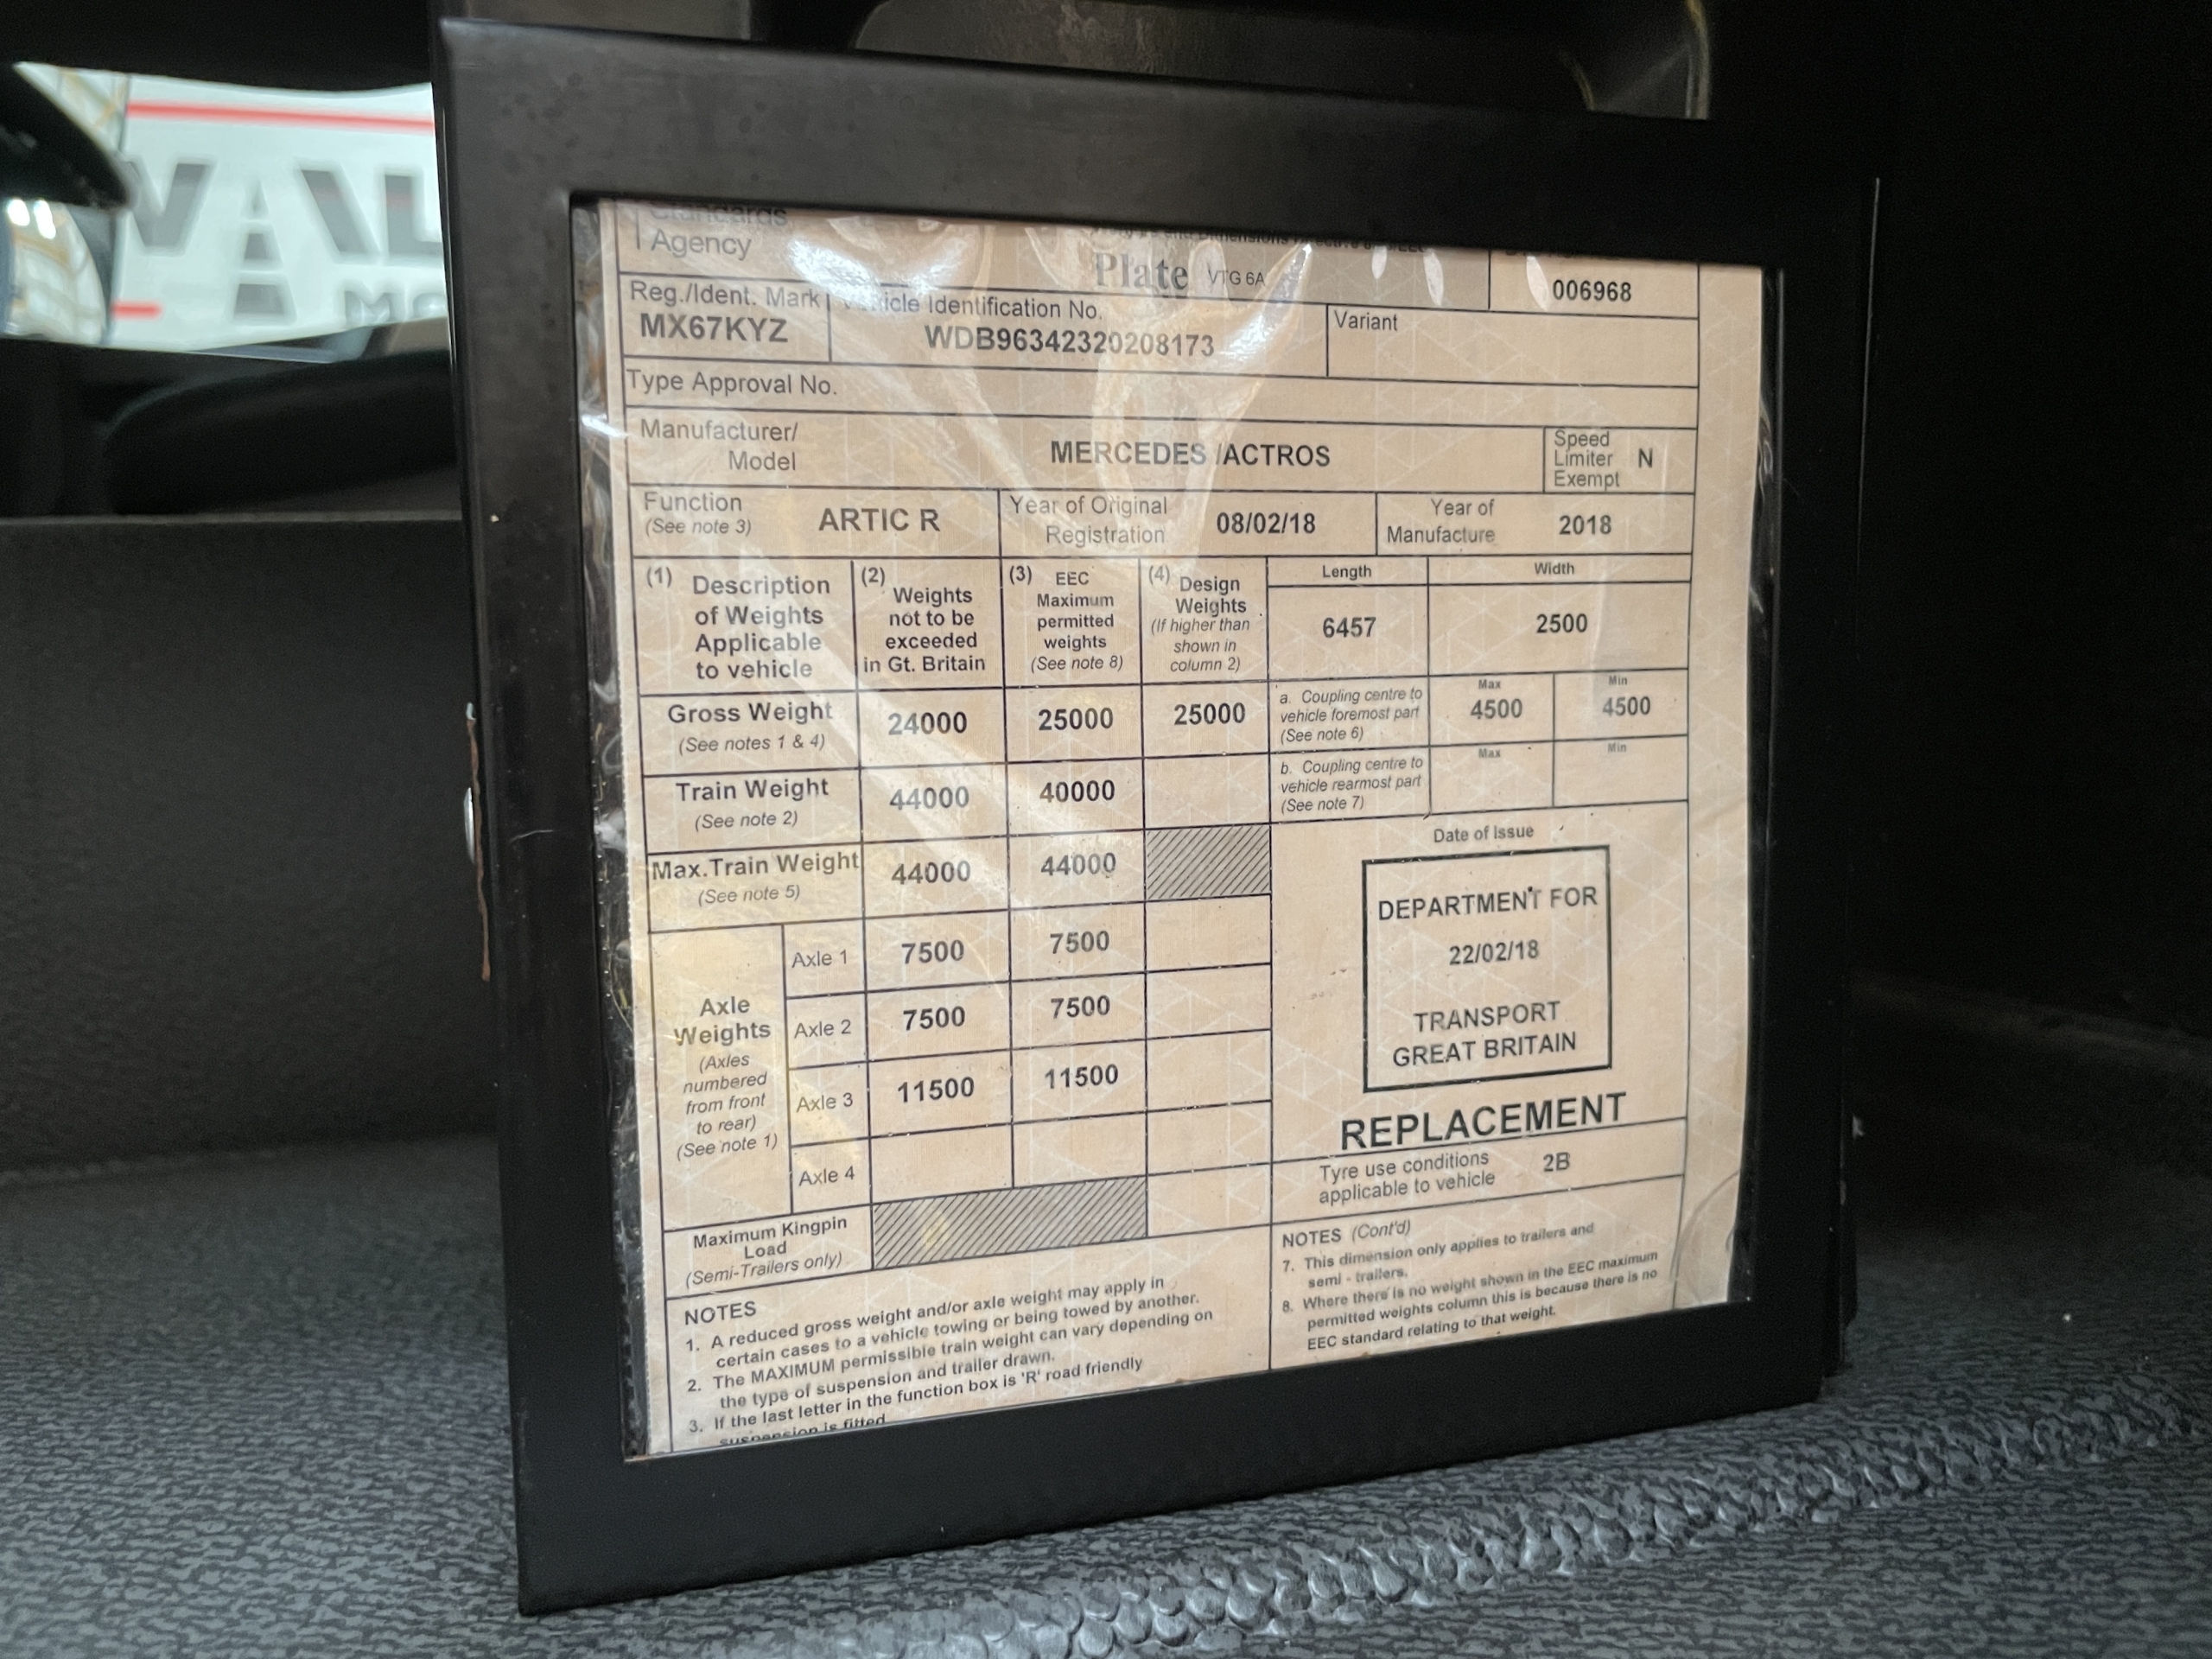 Standards
Agency
Plate VTG 6A
006968
Reg./Ident. Mark
MX67KYZ
Vehicle Identification No.
WDB96342320208173
Variant
Type Approval No.
Manufacturer/
Model
MERCEDES /ACTROS
Speed
Limiter
Exempt
N
Function
(See note 3)
ARTIC R
Year of Original
Registration
08/02/18
Year of
Manufacture
2018
(1) Description
of Weights
Applicable
to vehicle
(2) Weights
not to be
exceeded
in Gt. Britain
(3) EEC
Maximum
permitted
weights
(See note 8)
(4) Design
Weights
(If higher than
shown in
column 2)
Length
6457
Width
2500
Gross Weight
(See notes 1 & 4)
24000
25000
25000
a. Coupling centre to
vehicle foremost part
(See note 6)
Max
4500
Min
4500
Train Weight
(See note 2)
44000
40000
b. Coupling centre to
vehicle rearmost part
(See note 7)
Max
Min
Max.Train Weight
(See note 5)
44000
44000
Axle
Weights
(Axles
numbered
from front
to rear)
(See note 1)
Axle 1
7500
7500
Axle 2
7500
7500
Axle 3
11500
11500
Axle 4
Maximum Kingpin
Load
(Semi-Trailers only)
Date of Issue
DEPARTMENT FOR
22/02/18
TRANSPORT
GREAT BRITAIN
REPLACEMENT
Tyre use conditions
applicable to vehicle
2B
NOTES
1. A reduced gross weight and/or axle weight may apply in
certain cases to a vehicle towing or being towed by another.
2. The MAXIMUM permissible train weight can vary depending on
the type of suspension and trailer drawn.
3. If the last letter in the function box is 'R' road friendly
suspension is fitted
NOTES (Cont'd)
7. This dimension only applies to trailers and
semi - trailers.
8. Where there is no weight shown in the EEC maximum
permitted weights column this is because there is no
EEC standard relating to that weight.